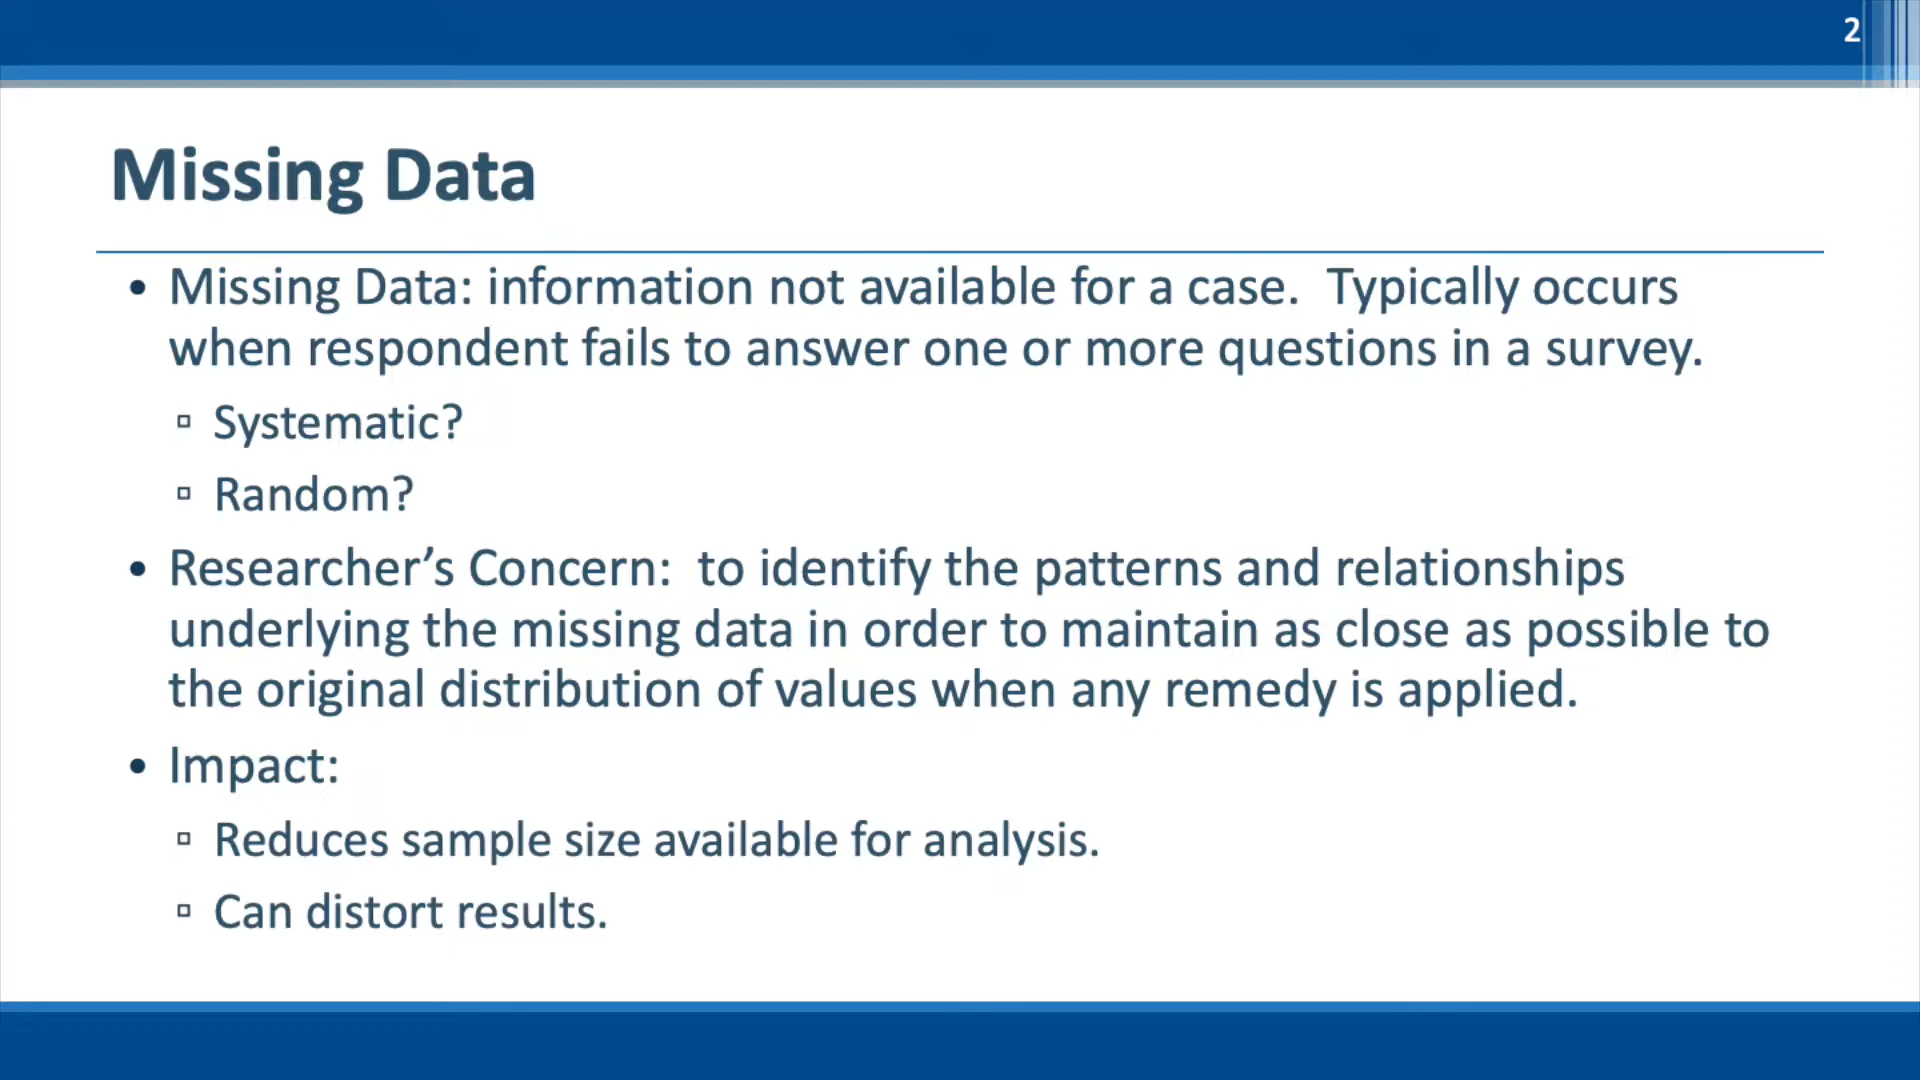 2
Missing Data
• Missing Data: information not available for a case.  Typically occurs
when respondent fails to answer one or more questions in a survey.
▫ Systematic?
▫ Random?
• Researcher’s Concern:  to identify the patterns and relationships
underlying the missing data in order to maintain as close as possible to
the original distribution of values when any remedy is applied.
• Impact:
▫ Reduces sample size available for analysis.
▫ Can distort results.